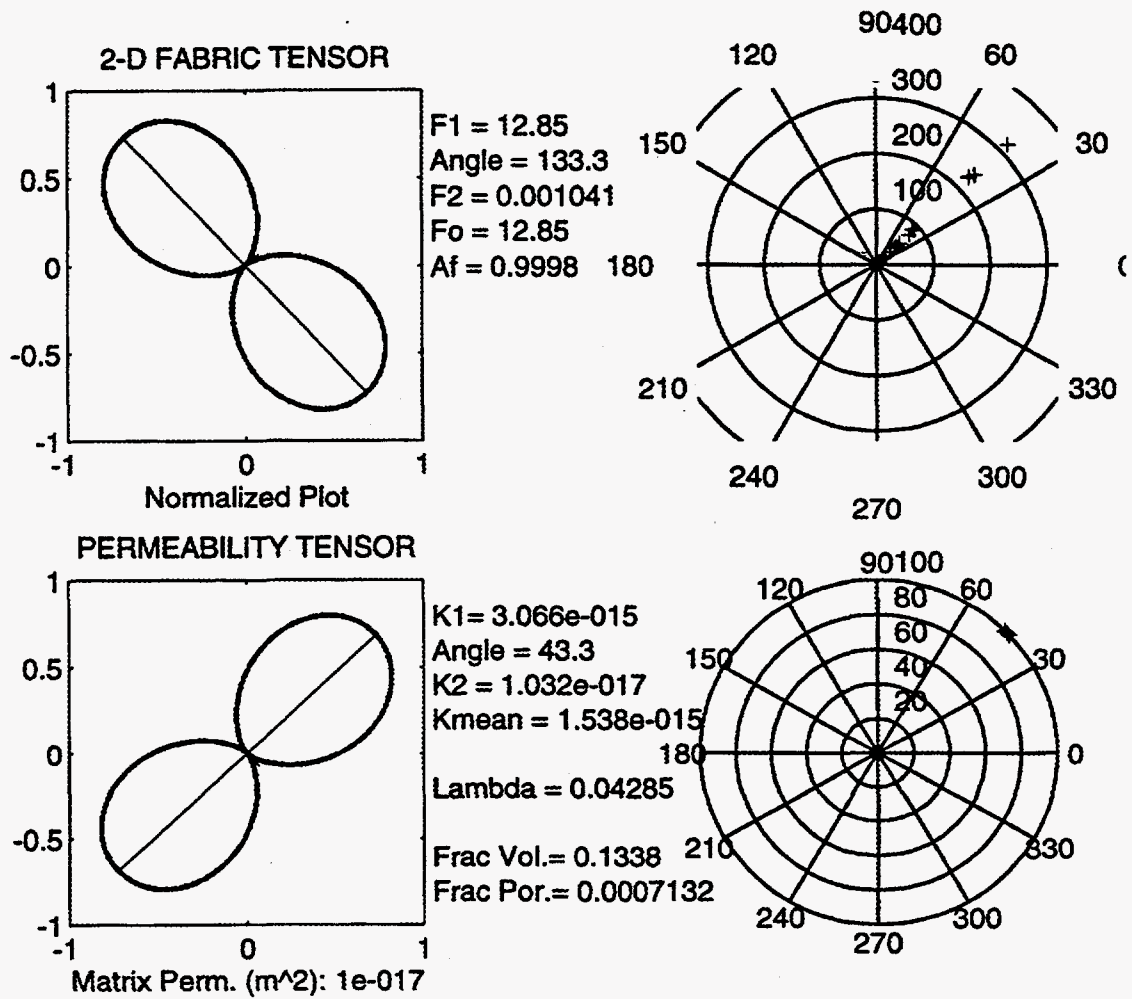 2-D FABRIC TENSOR
1
0.5
0
-0.5
-1
-1
0
1
Normalized Plot
F1 = 12.85
Angle = 133.3
F2 = 0.001041
Fo = 12.85
Af = 0.9998
90400
120
60
300
200
100
150
30
180
210
330
240
300
270
PERMEABILITY TENSOR
1
0.5
0
-0.5
-1
-1
0
1
Matrix Perm. (m^2): 1e-017
K1= 3.066e-015
Angle = 43.3
K2 = 1.032e-017
Kmean = 1.538e-015
Lambda = 0.04285
Frac Vol.= 0.1338
Frac Por.= 0.0007132
90100
120
60
80
60
40
20
150
30
180
0
210
330
240
300
270